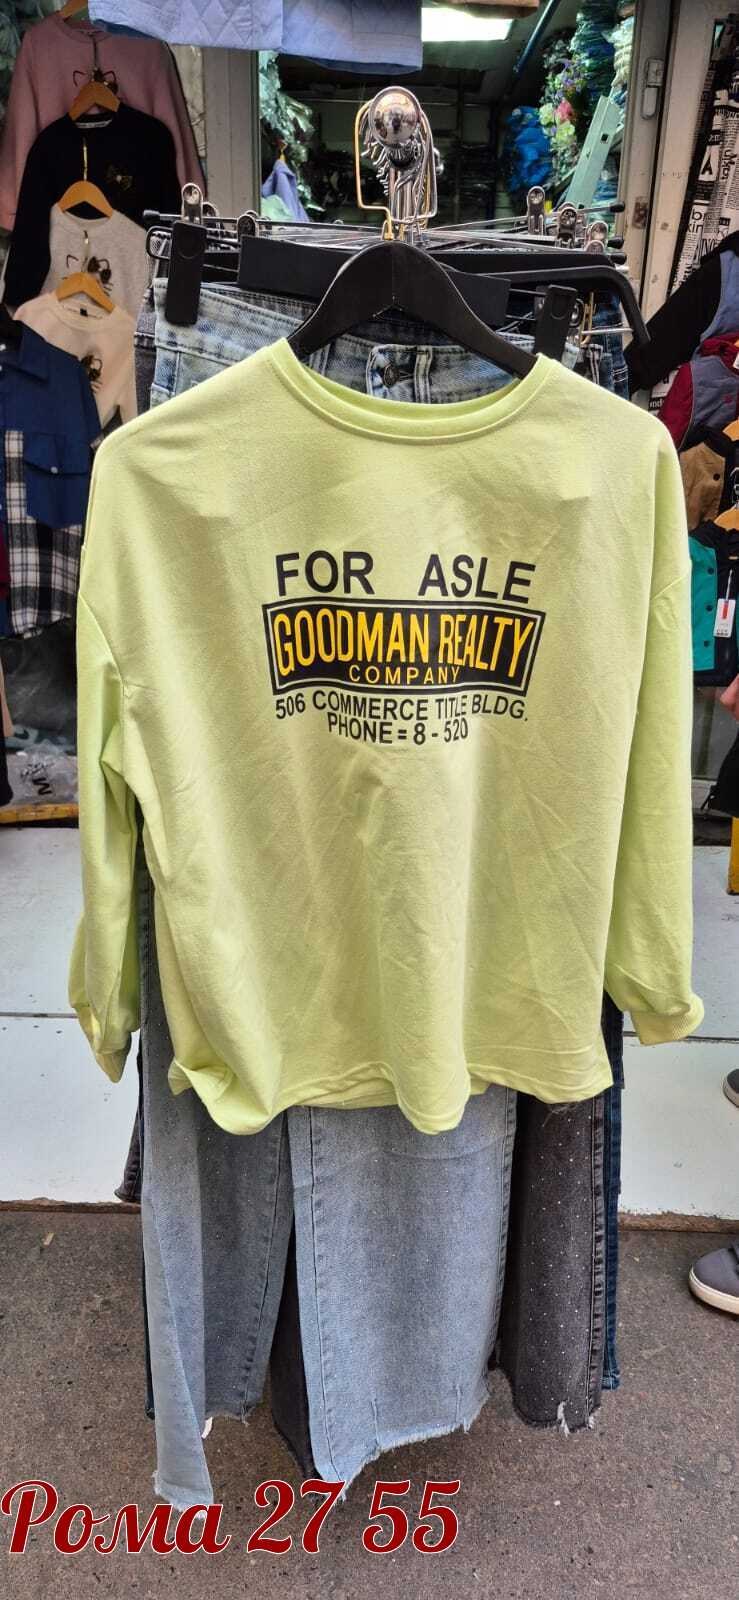 FOR ASLE
GOODMAN REALTY
COMPANY
506 COMMERCE TITLE BLDG.
PHONE = 8 - 520
Рома 27 55